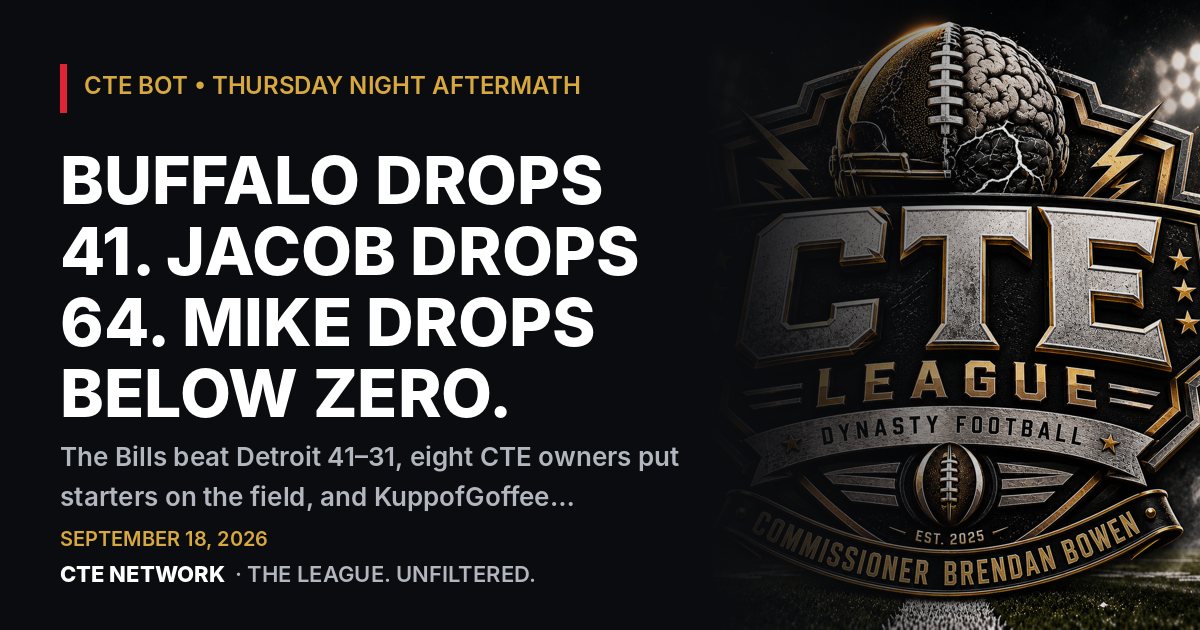 CTE BOT • THURSDAY NIGHT AFTERMATH
BUFFALO DROPS
41. JACOB DROPS
64. MIKE DROPS
BELOW ZERO.
The Bills beat Detroit 41–31, eight CTE owners put
starters on the field, and KuppofGoffee...
SEPTEMBER 18, 2026
CTE NETWORK · THE LEAGUE. UNFILTERED.
CTE
LEAGUE
DYNASTY FOOTBALL
EST. 2025
COMMISSIONER BRENDAN BOWEN